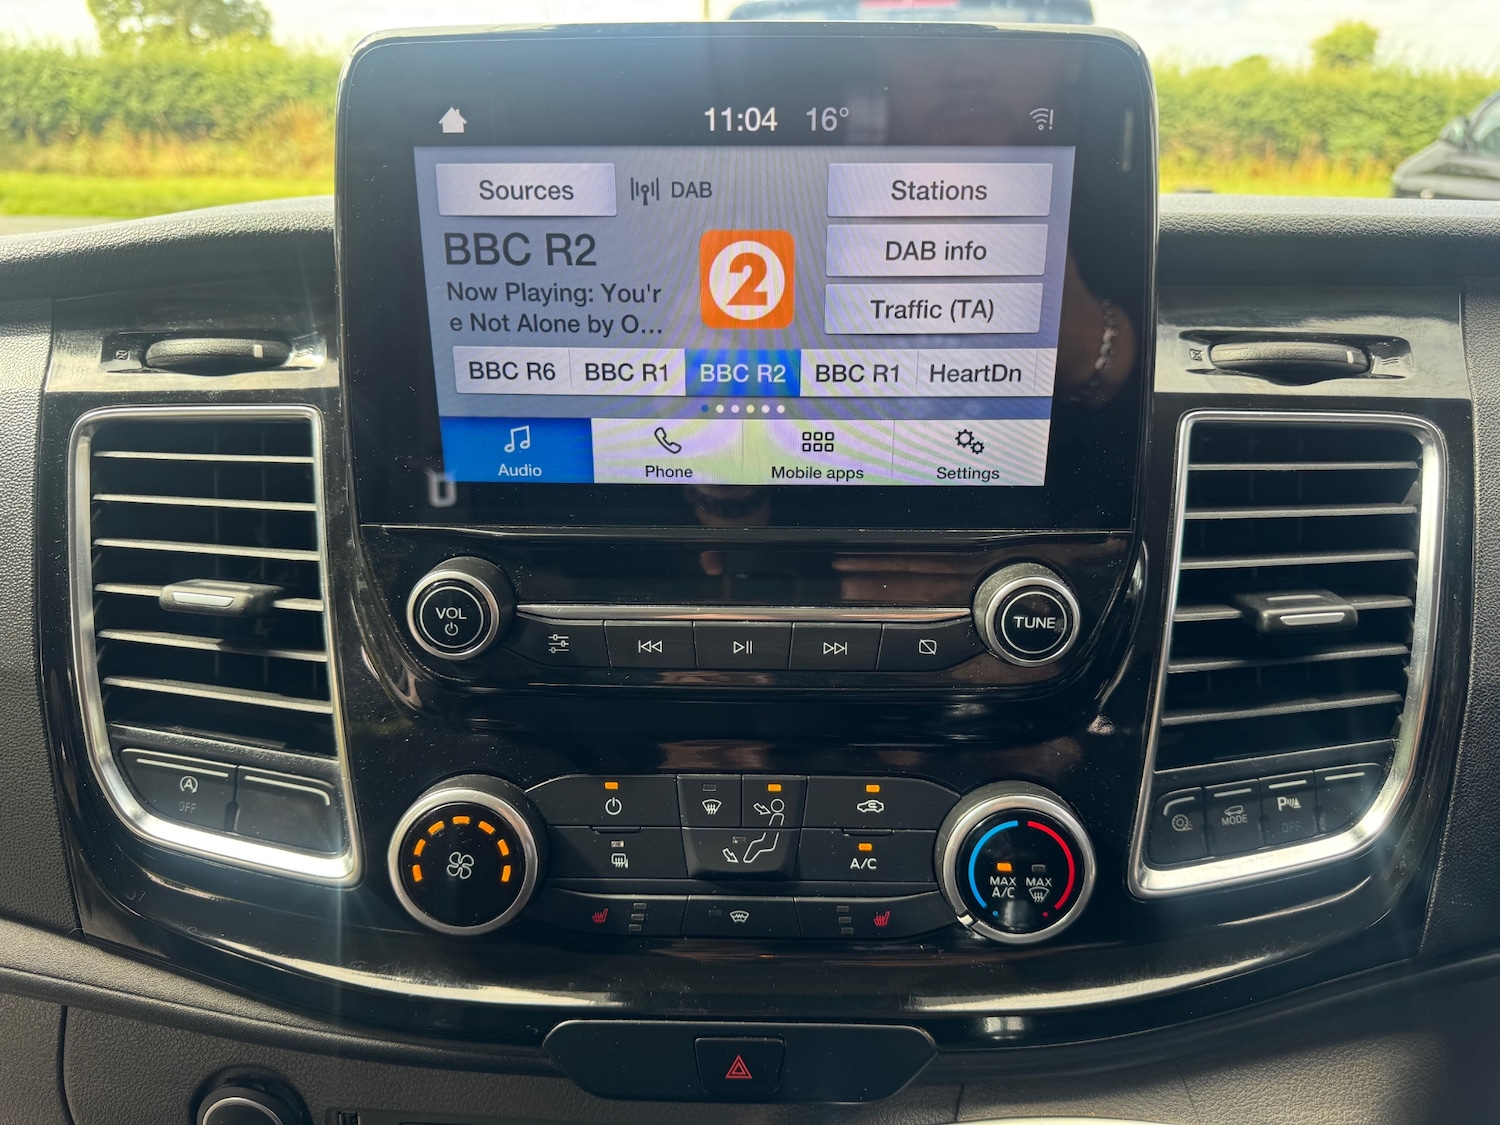 11:04 16°
Sources
DAB
Stations
BBC R2
2
DAB info
Now Playing: You'r
e Not Alone by O...
Traffic (TA)
BBC R6
BBC R1
BBC R2
BBC R1
HeartDn
Audio
Phone
Mobile apps
Settings
VOL
TUNE
A
OFF
A/C
MAX
A/C
MAX
MODE
P
OFF